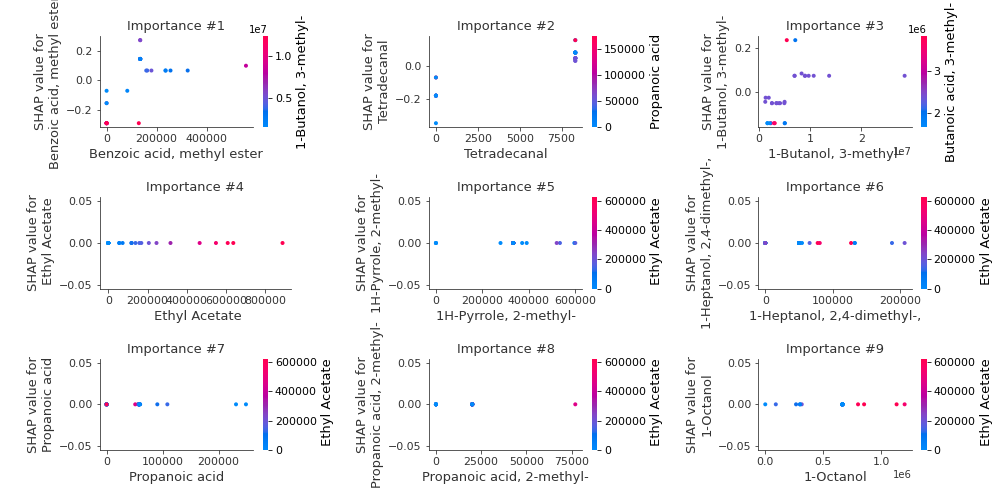 Importance #1
SHAP value for
Benzoic acid, methyl ester
0.2
0.0
−0.2
0
200000
400000
Benzoic acid, methyl ester
1e7
1.0
0.5
1-Butanol, 3-methyl-
Importance #2
SHAP value for
Tetradecanal
0.0
−0.2
0
2500
5000
7500
Tetradecanal
150000
100000
50000
0
Propanoic acid
Importance #3
SHAP value for
1-Butanol, 3-methyl-
0.2
0.0
0
1
2
1e7
1-Butanol, 3-methyl-
1e6
3
2
Butanoic acid, 3-methyl-
Importance #4
SHAP value for
Ethyl Acetate
0.05
0.00
−0.05
0
200000
400000
600000
800000
Ethyl Acetate
Importance #5
SHAP value for
1H-Pyrrole, 2-methyl-
0.05
0.00
−0.05
0
200000
400000
600000
1H-Pyrrole, 2-methyl-
600000
400000
200000
0
Ethyl Acetate
Importance #6
SHAP value for
1-Heptanol, 2,4-dimethyl-,
0.05
0.00
−0.05
0
100000
200000
1-Heptanol, 2,4-dimethyl-,
600000
400000
200000
0
Ethyl Acetate
Importance #7
SHAP value for
Propanoic acid
0.05
0.00
−0.05
0
100000
200000
Propanoic acid
600000
400000
200000
0
Ethyl Acetate
Importance #8
SHAP value for
Propanoic acid, 2-methyl-
0.05
0.00
−0.05
0
25000
50000
75000
Propanoic acid, 2-methyl-
600000
400000
200000
0
Ethyl Acetate
Importance #9
SHAP value for
1-Octanol
0.05
0.00
−0.05
0.0
0.5
1.0
1e6
1-Octanol
600000
400000
200000
0
Ethyl Acetate